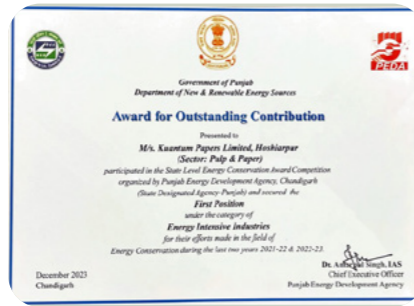 PEDA
Government of Punjab
Department of New & Renewable Energy Sources
Award for Outstanding Contribution
Presented to
M/s. Kuantum Papers Limited, Hoshiarpur
(Sector: Pulp & Paper)
participated in the State Level Energy Conservation Award Competition
organized by Punjab Energy Development Agency, Chandigarh
(State Designated Agency-Punjab) and secured the
First Position
under the category of
Energy Intensive Industries
for their efforts made in the field of
Energy Conservation during the last two years 2021-22 & 2022-23.
Dr. Singh, IAS
December 2023
Chief Executive Officer
Chandigarh
Punjab Energy Development Agency